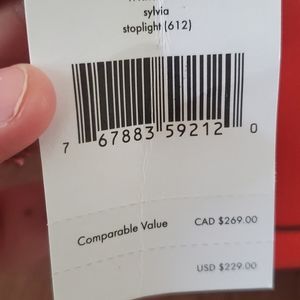 sylvia
stoplight (612)
7 67883 59212 0
Comparable Value CAD $269.00
USD $229.00